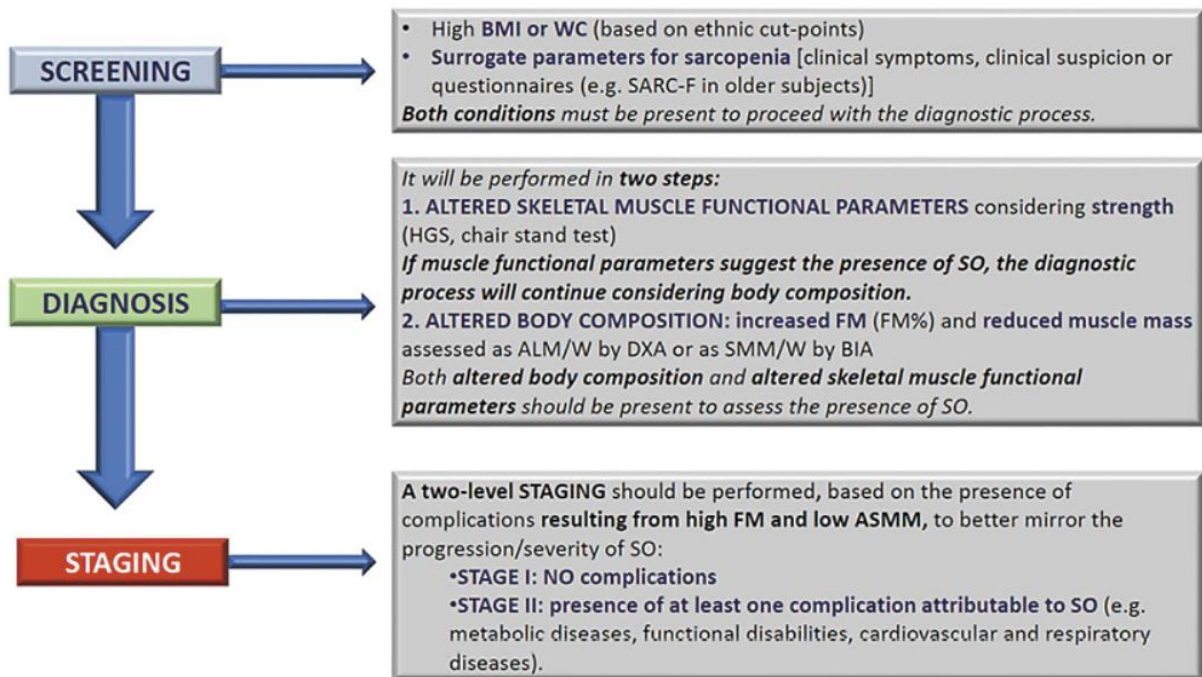 SCREENING
• High BMI or WC (based on ethnic cut-points)
• Surrogate parameters for sarcopenia [clinical symptoms, clinical suspicion or
questionnaires (e.g. SARC-F in older subjects)]
Both conditions must be present to proceed with the diagnostic process.
DIAGNOSIS
It will be performed in two steps:
1. ALTERED SKELETAL MUSCLE FUNCTIONAL PARAMETERS considering strength
(HGS, chair stand test)
If muscle functional parameters suggest the presence of SO, the diagnostic
process will continue considering body composition.
2. ALTERED BODY COMPOSITION: increased FM (FM%) and reduced muscle mass
assessed as ALM/W by DXA or as SMM/W by BIA
Both altered body composition and altered skeletal muscle functional
parameters should be present to assess the presence of SO.
STAGING
A two-level STAGING should be performed, based on the presence of
complications resulting from high FM and low ASMM, to better mirror the
progression/severity of SO:
•STAGE I: NO complications
•STAGE II: presence of at least one complication attributable to SO (e.g.
metabolic diseases, functional disabilities, cardiovascular and respiratory
diseases).